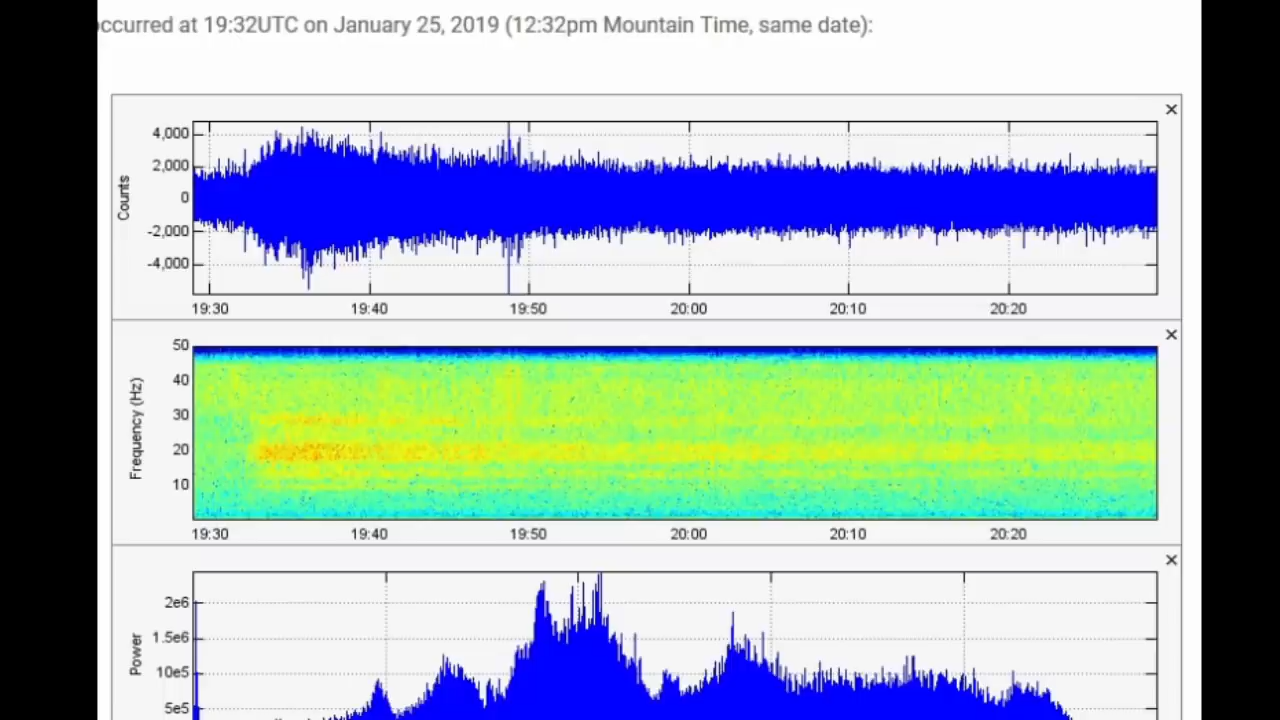 occurred at 19:32UTC on January 25, 2019 (12:32pm Mountain Time, same date):
×
4,000
2,000
0
-2,000
-4,000
Counts
19:30 19:40 19:50 20:00 20:10 20:20
×
50
40
30
20
10
Frequency (Hz)
19:30 19:40 19:50 20:00 20:10 20:20
×
2e6
1.5e6
10e5
5e5
Power